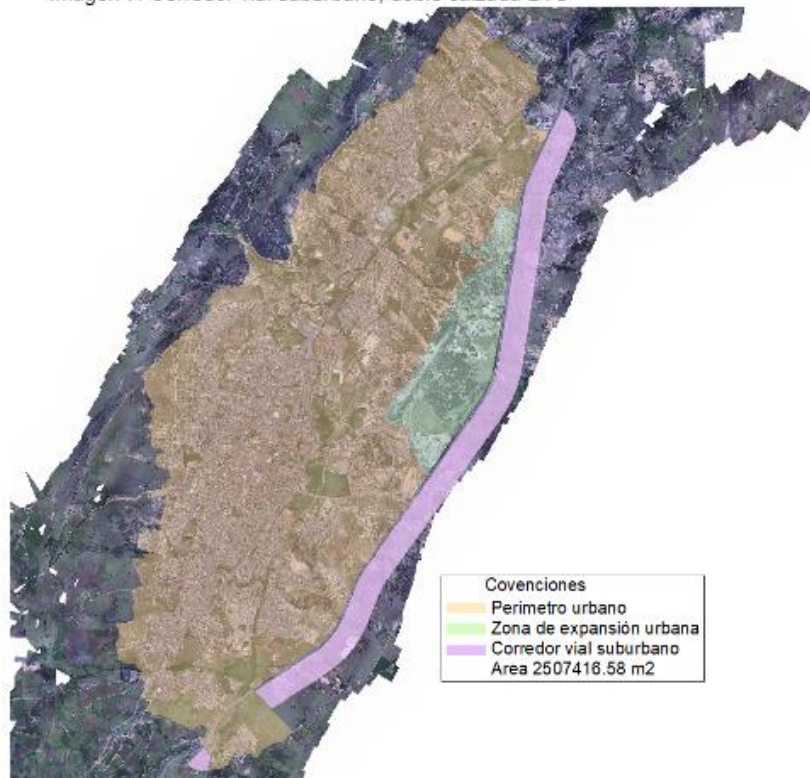 Covenciones
Perimetro urbano
Zona de expansión urbana
Corredor vial suburbano
Area 2507416.58 m2